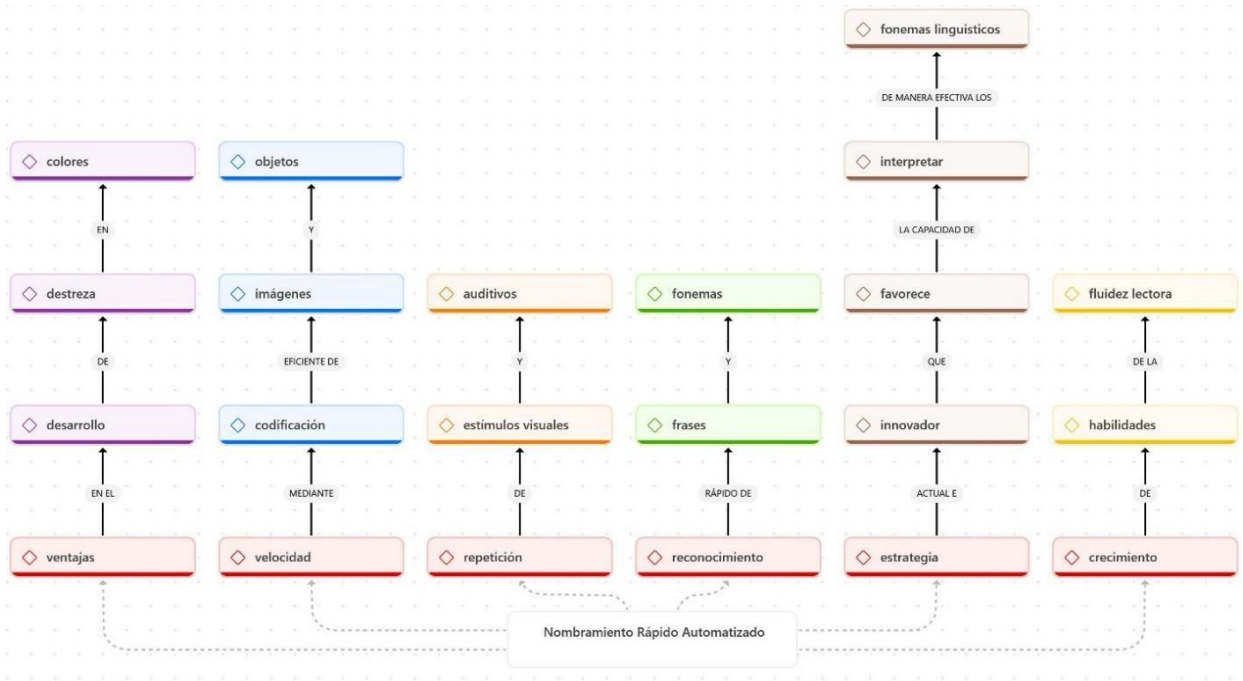 fonemas linguisticos
DE MANERA EFECTIVA LOS
colores
objetos
interpretar
EN
Y
LA CAPACIDAD DE
destreza
imágenes
auditivos
fonemas
favorece
fluidez lectora
DE
EFICIENTE DE
Y
Y
QUE
DE LA
desarrollo
codificación
estímulos visuales
frases
innovador
habilidades
EN EL
MEDIANTE
DE
RÁPIDO DE
ACTUAL E
DE
ventajas
velocidad
repetición
reconocimiento
estrategia
crecimiento
Nombramiento Rápido Automatizado